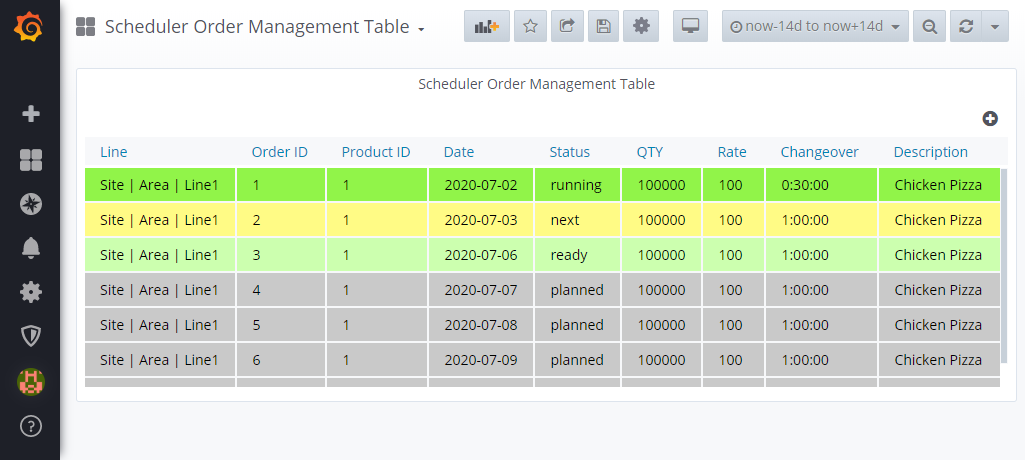 Scheduler Order Management Table
now-14d to now+14d
Scheduler Order Management Table
Line Order ID Product ID Date Status QTY Rate Changeover Description
Site | Area | Line1 1 1 2020-07-02 running 100000 100 0:30:00 Chicken Pizza
Site | Area | Line1 2 1 2020-07-03 next 100000 100 1:00:00 Chicken Pizza
Site | Area | Line1 3 1 2020-07-06 ready 100000 100 1:00:00 Chicken Pizza
Site | Area | Line1 4 1 2020-07-07 planned 100000 100 1:00:00 Chicken Pizza
Site | Area | Line1 5 1 2020-07-08 planned 100000 100 1:00:00 Chicken Pizza
Site | Area | Line1 6 1 2020-07-09 planned 100000 100 1:00:00 Chicken Pizza